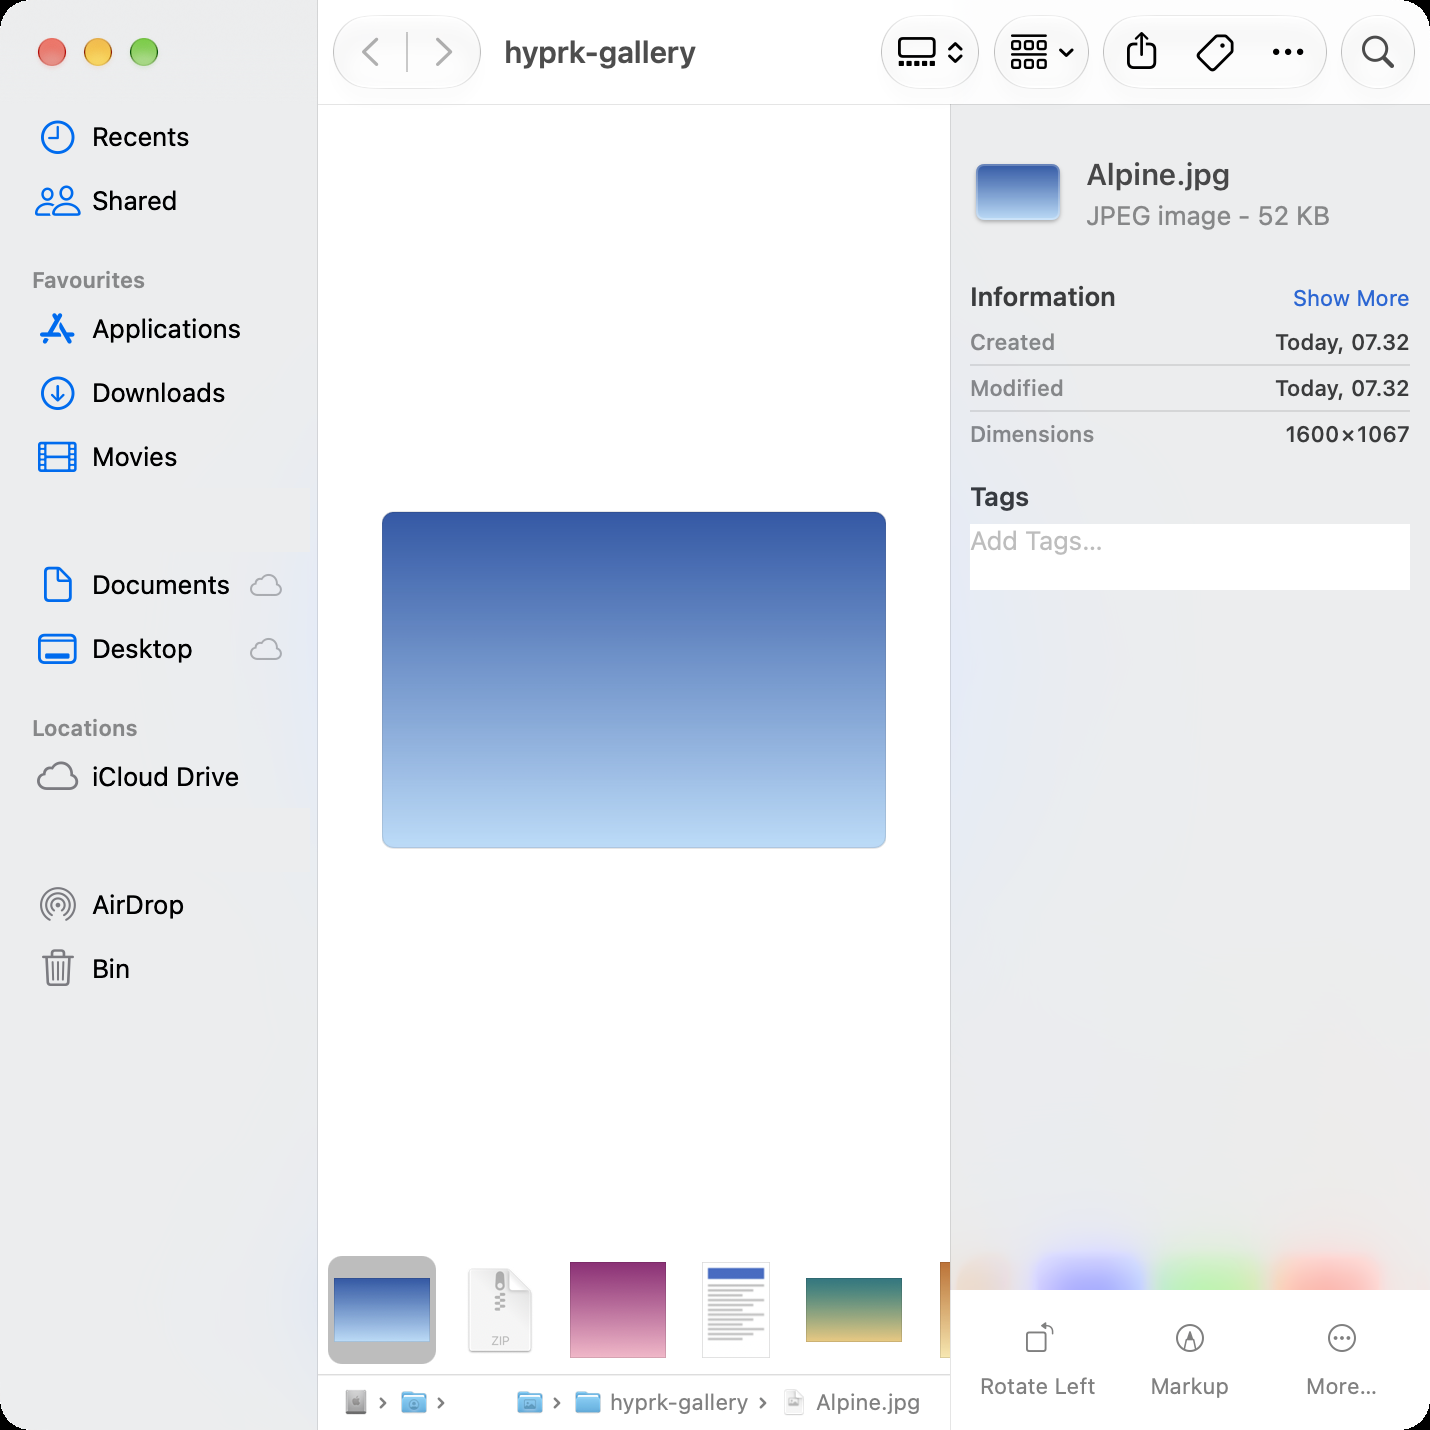 hyprk-gallery
Recents
Shared
Favourites
Applications
Downloads
Movies
Documents
Desktop
Locations
iCloud Drive
AirDrop
Bin
Alpine.jpg
JPEG image - 52 KB
Information
Show More
Created
Today, 07.32
Modified
Today, 07.32
Dimensions
1600×1067
Tags
Add Tags...
ZIP
hyprk-gallery
Alpine.jpg
Rotate Left
Markup
More...